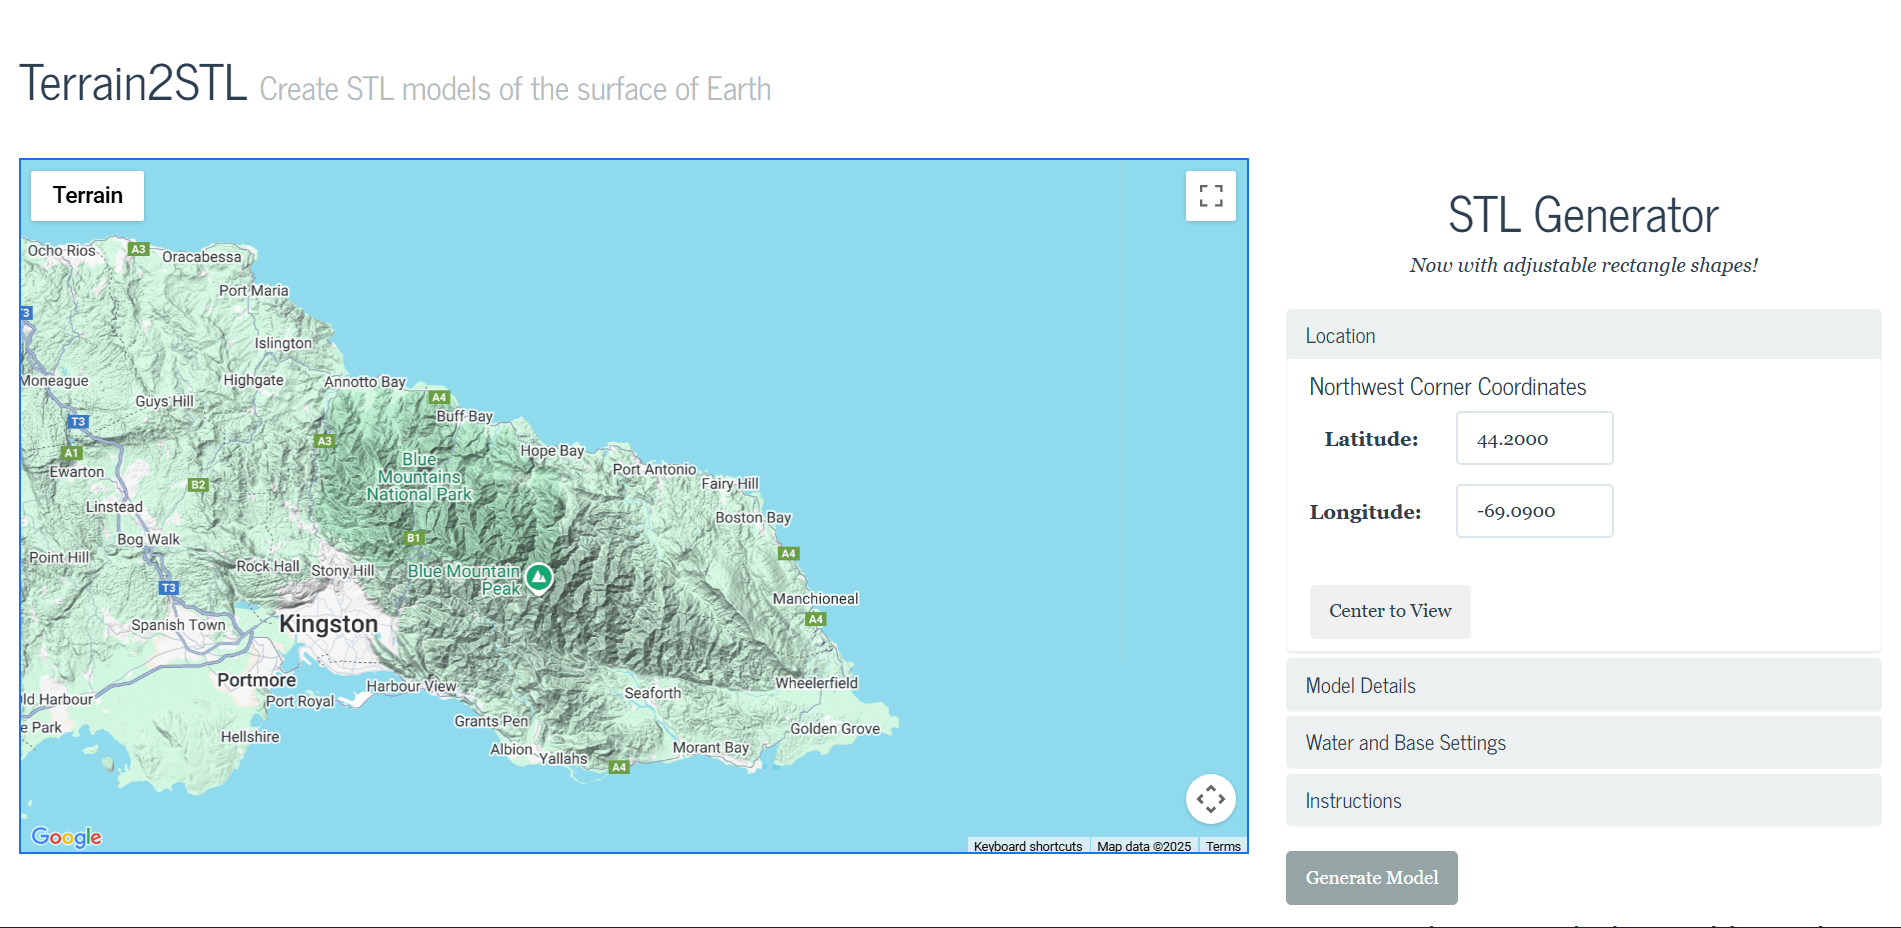 Terrain2STL Create STL models of the surface of Earth
Terrain
Ocho Rios
A3
Oracabessa
Port Maria
T3
Islington
Moneague
Highgate
Annotto Bay
A4
Guys Hill
Buff Bay
T3
A3
A1
Hope Bay
Blue
Mountains
National Park
Port Antonio
Ewarton
B2
Fairy Hill
Linstead
Boston Bay
Bog Walk
B1
A4
Point Hill
Rock Hall
Stony Hill
Blue Mountain
Peak
T3
Manchioneal
A4
Spanish Town
Kingston
Portmore
Harbour View
Wheelerfield
ld Harbour
Port Royal
Seaforth
e Park
Grants Pen
Golden Grove
Hellshire
Albion
Yallahs
Morant Bay
A4
Google
Keyboard shortcuts
Map data ©2025
Terms
STL Generator
Now with adjustable rectangle shapes!
Location
Northwest Corner Coordinates
Latitude: 44.2000
Longitude: -69.0900
Center to View
Model Details
Water and Base Settings
Instructions
Generate Model